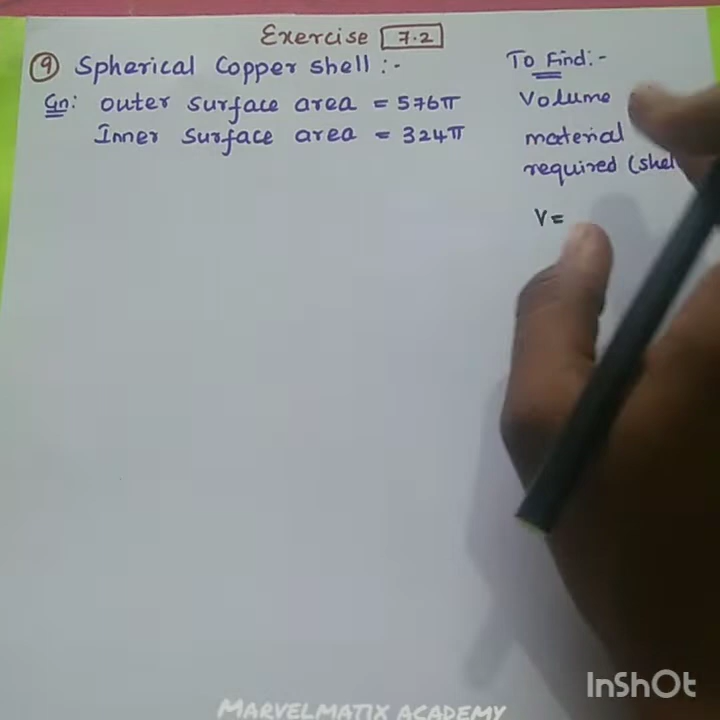 Exercise 7.2
9 Spherical Copper shell :-
Gn: outer surface area = 576π
Inner surface area = 324π
To Find:-
Volume
material
required (shel
V=
InShOt
MARVELMATIX ACADEMY